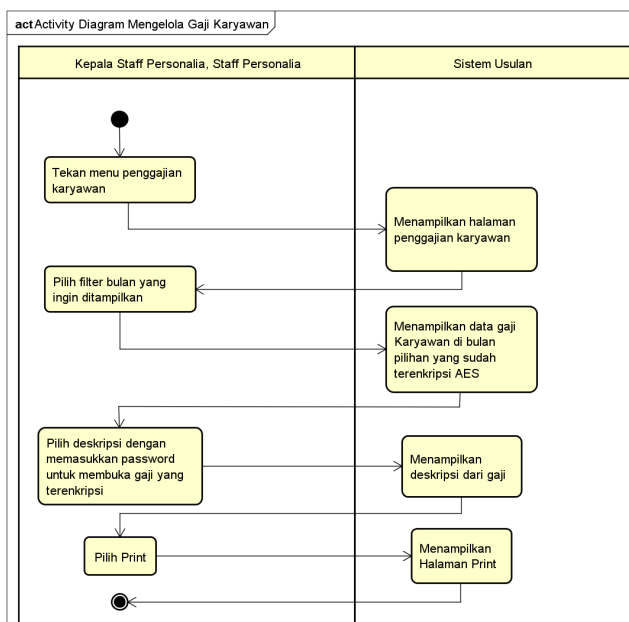 act Activity Diagram Mengelola Gaji Karyawan
Kepala Staff Personalia, Staff Personalia
Sistem Usulan
Tekan menu penggajian
karyawan
Menampilkan halaman
penggajian karyawan
Pilih filter bulan yang
ingin ditampilkan
Menampilkan data gaji
Karyawan di bulan
pilihan yang sudah
terenkripsi AES
Pilih deskripsi dengan
memasukkan password
untuk membuka gaji yang
terenkripsi
Menampilkan
deskripsi dari gaji
Pilih Print
Menampilkan
Halaman Print